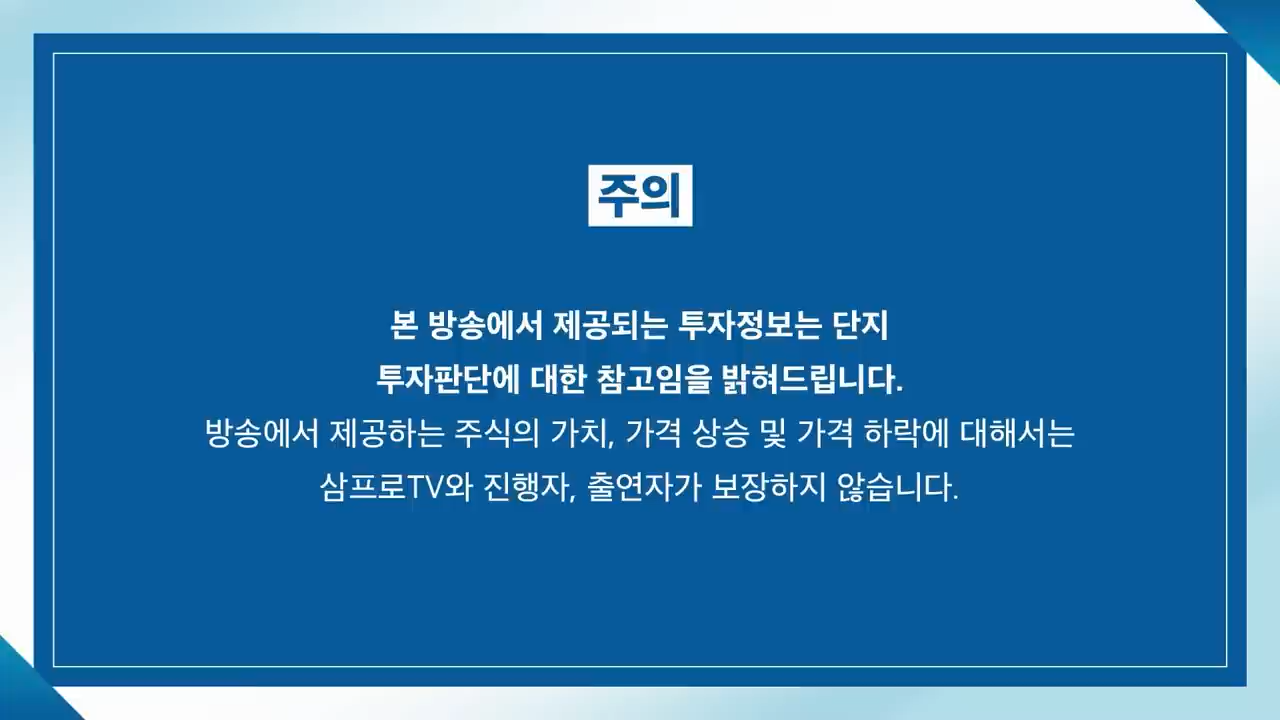 주의
본 방송에서 제공되는 투자정보는 단지
투자판단에 대한 참고임을 밝혀드립니다.
방송에서 제공하는 주식의 가치, 가격 상승 및 가격 하락에 대해서는
삼프로TV와 진행자, 출연자가 보장하지 않습니다.